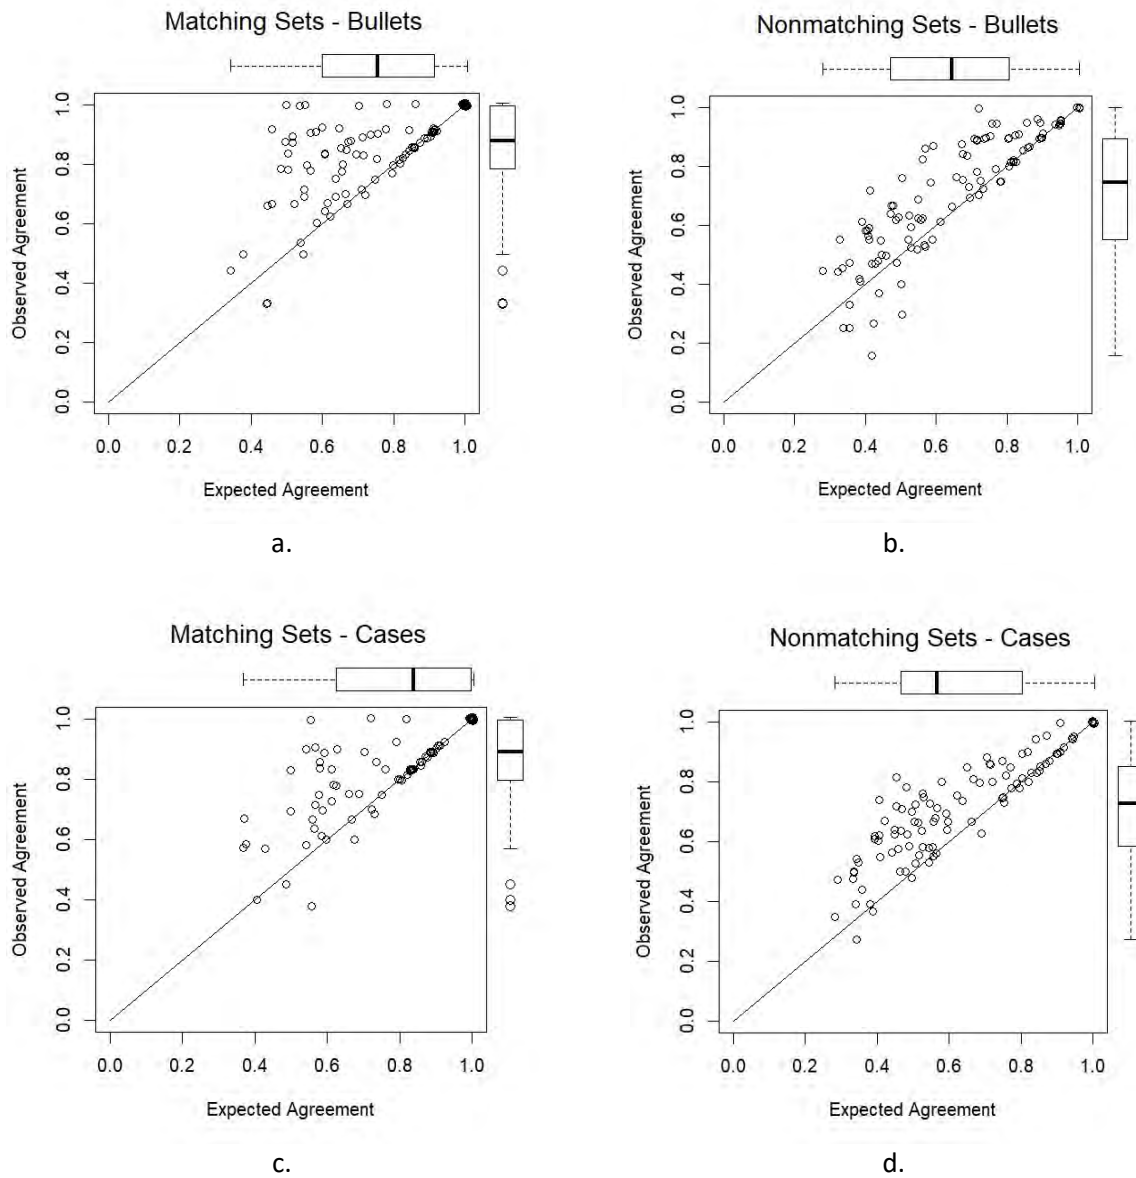 Matching Sets - Bullets
Observed Agreement
1.0
0.8
0.6
0.4
0.2
0.0
0.0 0.2 0.4 0.6 0.8 1.0
Expected Agreement
a.
Nonmatching Sets - Bullets
Observed Agreement
1.0
0.8
0.6
0.4
0.2
0.0
0.0 0.2 0.4 0.6 0.8 1.0
Expected Agreement
b.
Matching Sets - Cases
Observed Agreement
1.0
0.8
0.6
0.4
0.2
0.0
0.0 0.2 0.4 0.6 0.8 1.0
Expected Agreement
c.
Nonmatching Sets - Cases
Observed Agreement
1.0
0.8
0.6
0.4
0.2
0.0
0.0 0.2 0.4 0.6 0.8 1.0
Expected Agreement
d.